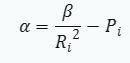 α = β / R_i² − P_i